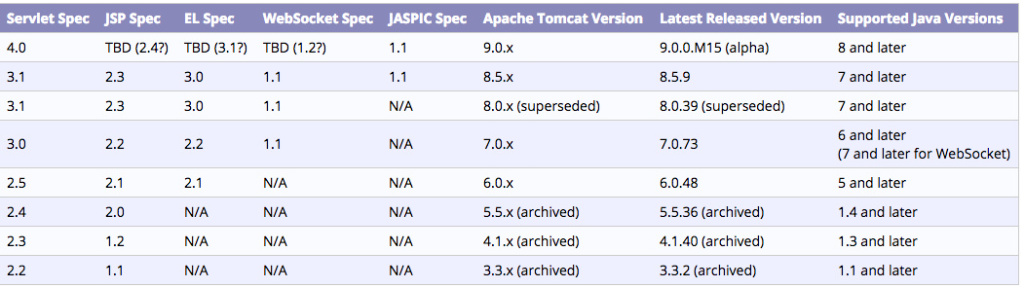 Servlet Spec JSP Spec EL Spec WebSocket Spec JASPIC Spec Apache Tomcat Version Latest Released Version Supported Java Versions
4.0 TBD (2.4?) TBD (3.1?) TBD (1.2?) 1.1 9.0.x 9.0.0.M15 (alpha) 8 and later
3.1 2.3 3.0 1.1 1.1 8.5.x 8.5.9 7 and later
3.1 2.3 3.0 1.1 N/A 8.0.x (superseded) 8.0.39 (superseded) 7 and later
3.0 2.2 2.2 1.1 N/A 7.0.x 7.0.73 6 and later
(7 and later for WebSocket)
2.5 2.1 2.1 N/A N/A 6.0.x 6.0.48 5 and later
2.4 2.0 N/A N/A N/A 5.5.x (archived) 5.5.36 (archived) 1.4 and later
2.3 1.2 N/A N/A N/A 4.1.x (archived) 4.1.40 (archived) 1.3 and later
2.2 1.1 N/A N/A N/A 3.3.x (archived) 3.3.2 (archived) 1.1 and later